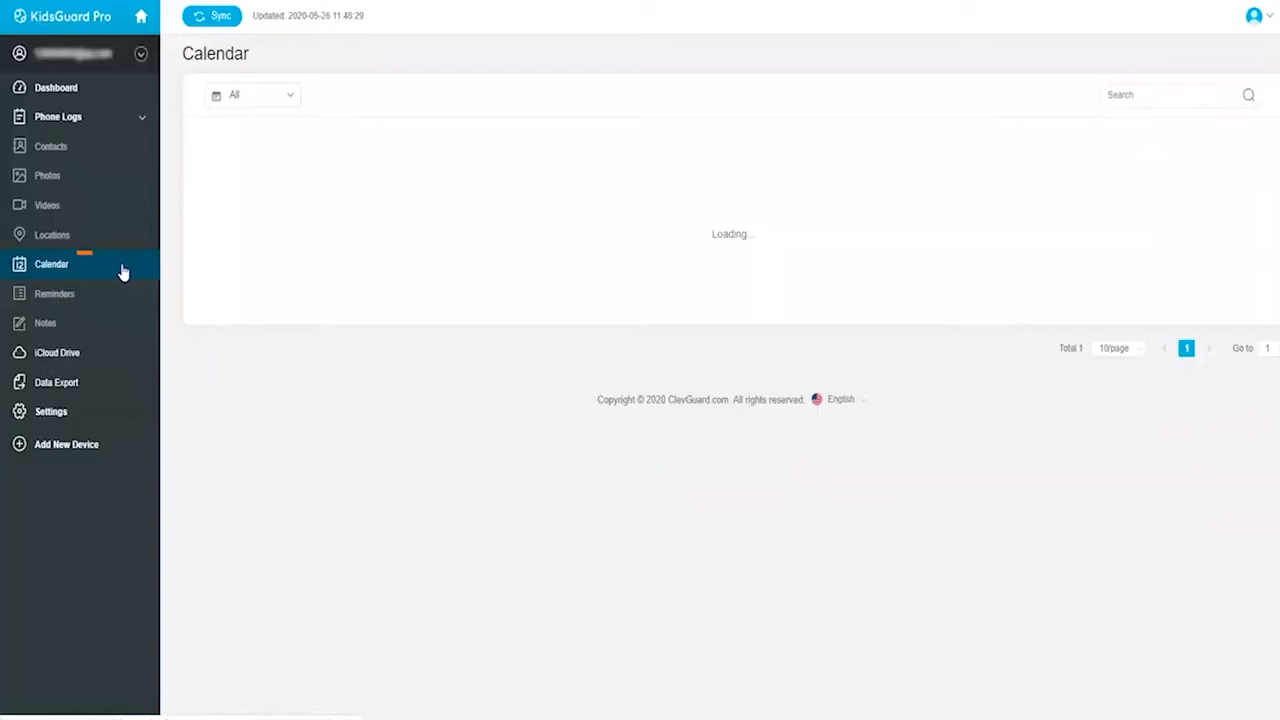 KidsGuard Pro
Sync
Updated: 2020-05-26 11:46:29
Dashboard
Phone Logs
Contacts
Photos
Videos
Locations
Calendar
Reminders
Notes
iCloud Drive
Data Export
Settings
Add New Device
Calendar
12
All
Search
Loading...
Total 1
10/page
1
Go to
1
Copyright © 2020 ClevGuard.com All rights reserved.
English